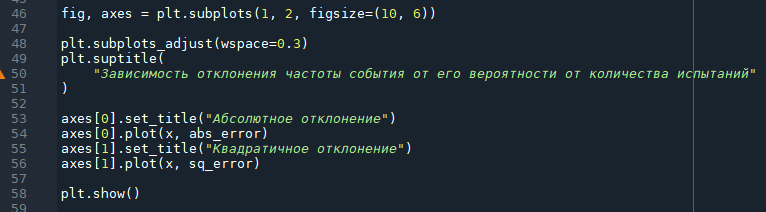 46 fig, axes = plt.subplots(1, 2, figsize=(10, 6))
47
48 plt.subplots_adjust(wspace=0.3)
49 plt.suptitle(
50     "Зависимость отклонения частоты события от его вероятности от количества испытаний"
51 )
52
53 axes[0].set_title("Абсолютное отклонение")
54 axes[0].plot(x, abs_error)
55 axes[1].set_title("Квадратичное отклонение")
56 axes[1].plot(x, sq_error)
57
58 plt.show()
59